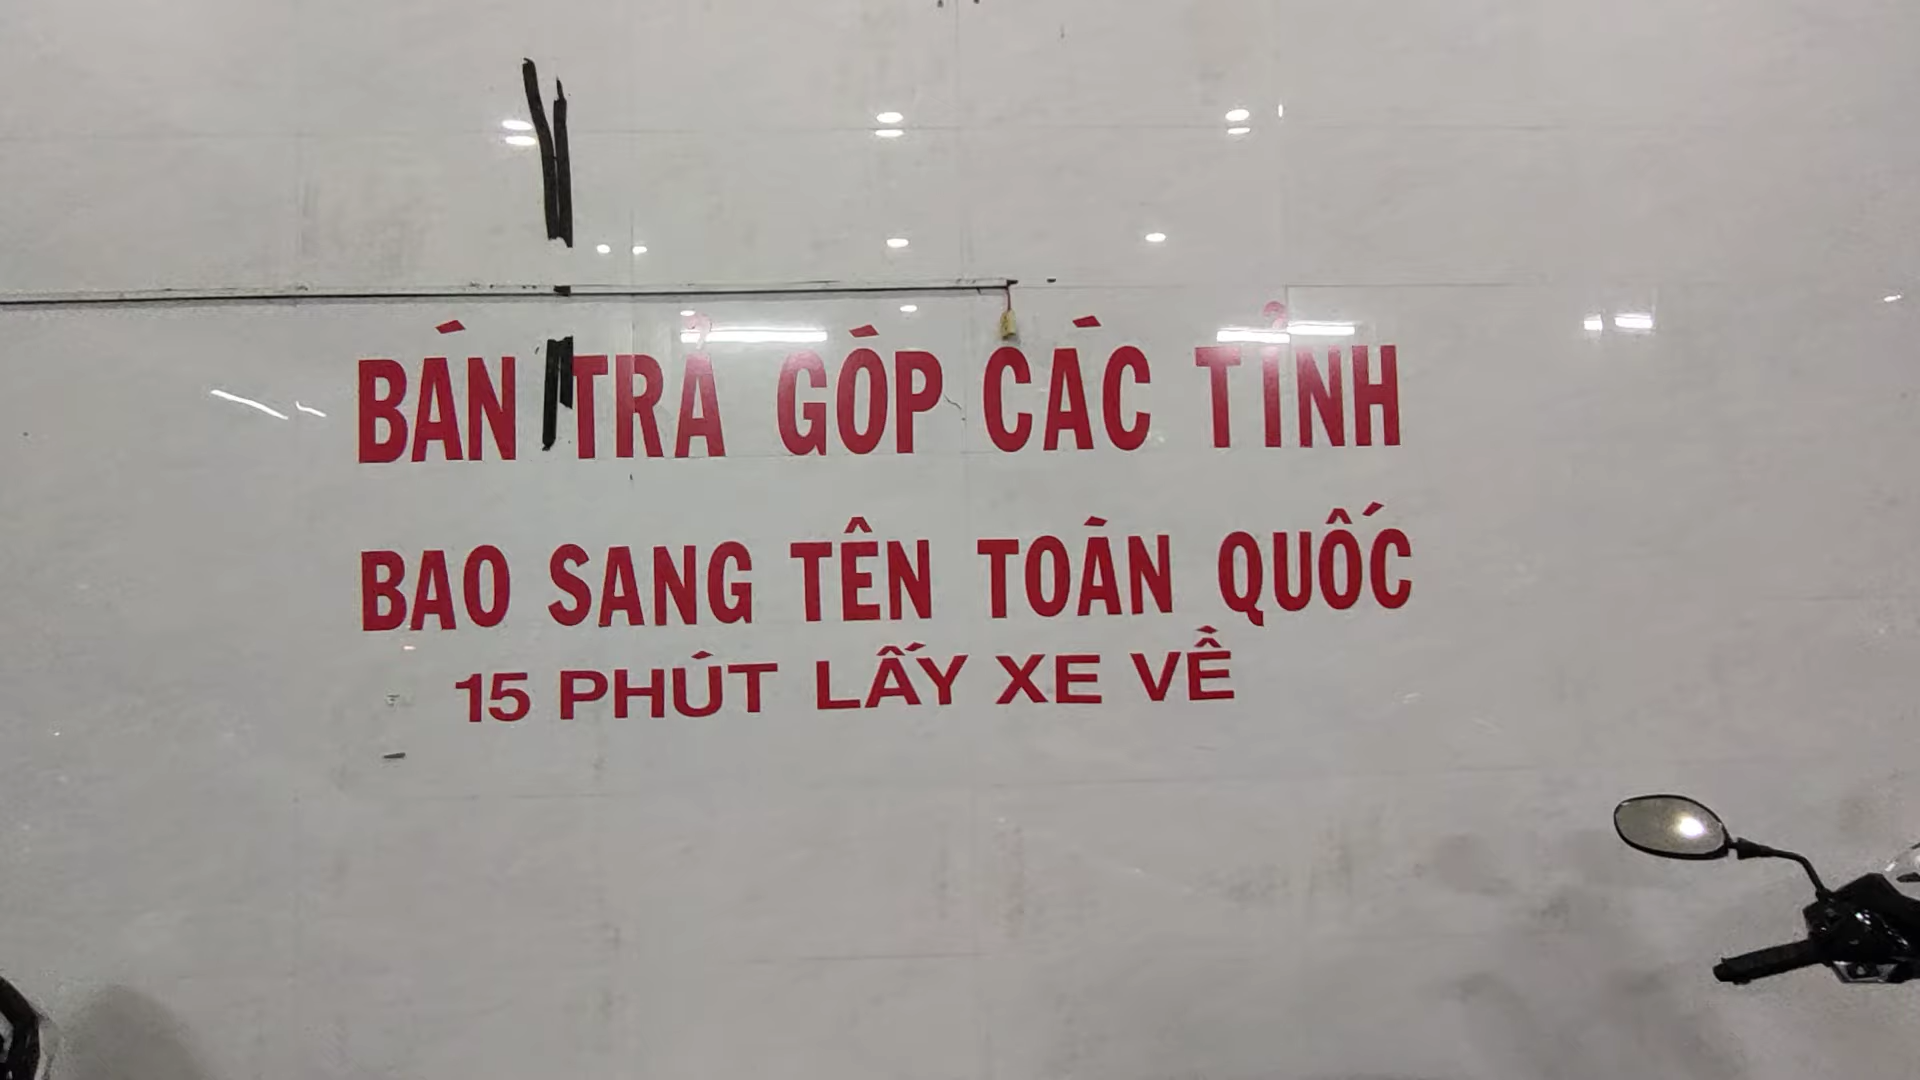 BÁN TRẢ GÓP CÁC TỈNH
BAO SANG TÊN TOÀN QUỐC
15 PHÚT LẤY XE VỀ